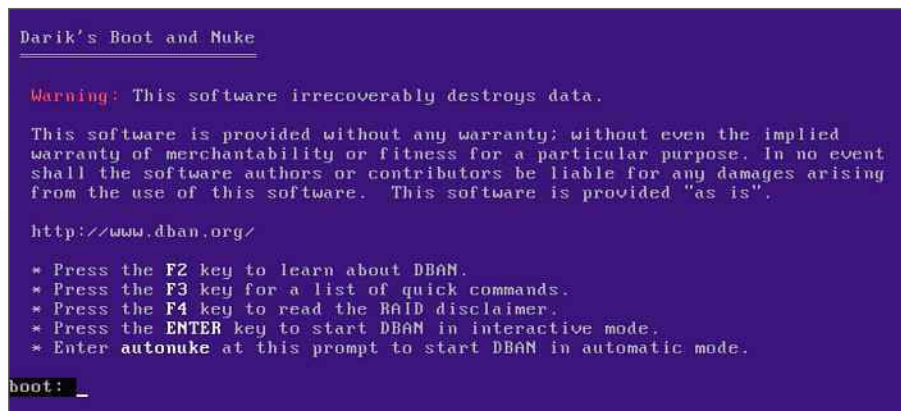 Darik's Boot and Nuke
Warning: This software irrecoverably destroys data.
This software is provided without any warranty; without even the implied
warranty of merchantability or fitness for a particular purpose. In no event
shall the software authors or contributors be liable for any damages arising
from the use of this software.  This software is provided "as is".
http://www.dban.org/
* Press the F2 key to learn about DBAN.
* Press the F3 key for a list of quick commands.
* Press the F4 key to read the RAID disclaimer.
* Press the ENTER key to start DBAN in interactive mode.
* Enter autonuke at this prompt to start DBAN in automatic mode.
boot: _